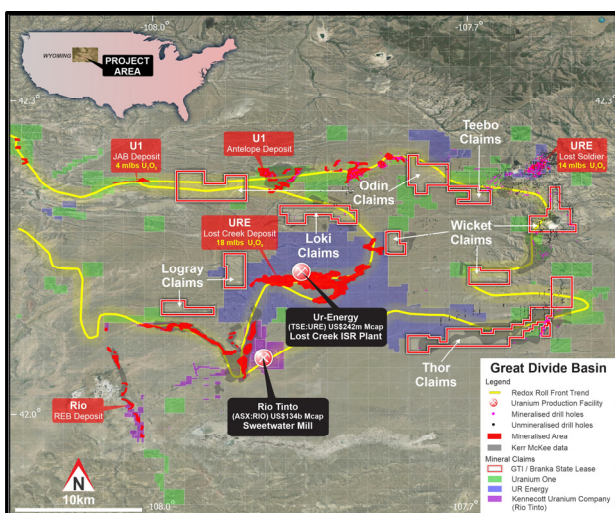 -108.0°
-107.7°
WYOMING
PROJECT
AREA
42.3°
42.3°
U1
JAB Deposit
4 mlbs U₃O₈
U1
Antelope Deposit
Teebo
Claims
URE
Lost Soldier
14 mlbs U₃O₈
Odin
Claims
URE
Lost Creek Deposit
18 mlbs U₃O₈
Loki
Claims
Wicket
Claims
Logray
Claims
Ur-Energy
(TSE:URE) US$242m Mcap
Lost Creek ISR Plant
Thor
Claims
Rio
REB Deposit
Rio Tinto
(ASX:RIO) US$134b Mcap
Sweetwater Mill
42.0°
N
10km
-108.0°
-107.7°
Great Divide Basin
Legend
Redox Roll Front Trend
Uranium Production Facility
Mineralised drill holes
Unmineralised drill holes
Mineralised Area
Kerr McKee data
Mineral Claims
GTI / Branka State Lease
Uranium One
UR Energy
Kennecott Uranium Company
(Rio Tinto)